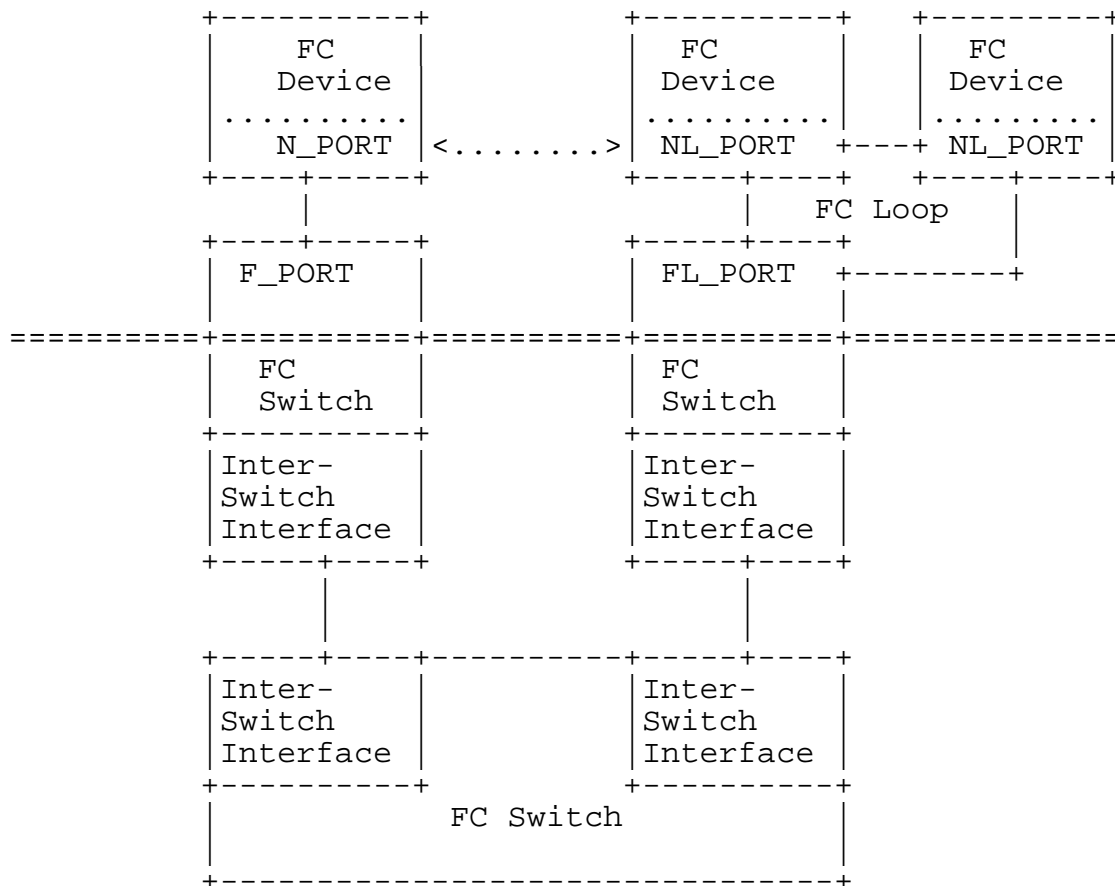 FC FC FC
Device Device Device
N_PORT <........> NL_PORT NL_PORT
FC Loop
F_PORT FL_PORT
FC FC
Switch Switch
Inter- Inter-
Switch Switch
Interface Interface
Inter- Inter-
Switch Switch
Interface Interface
FC Switch